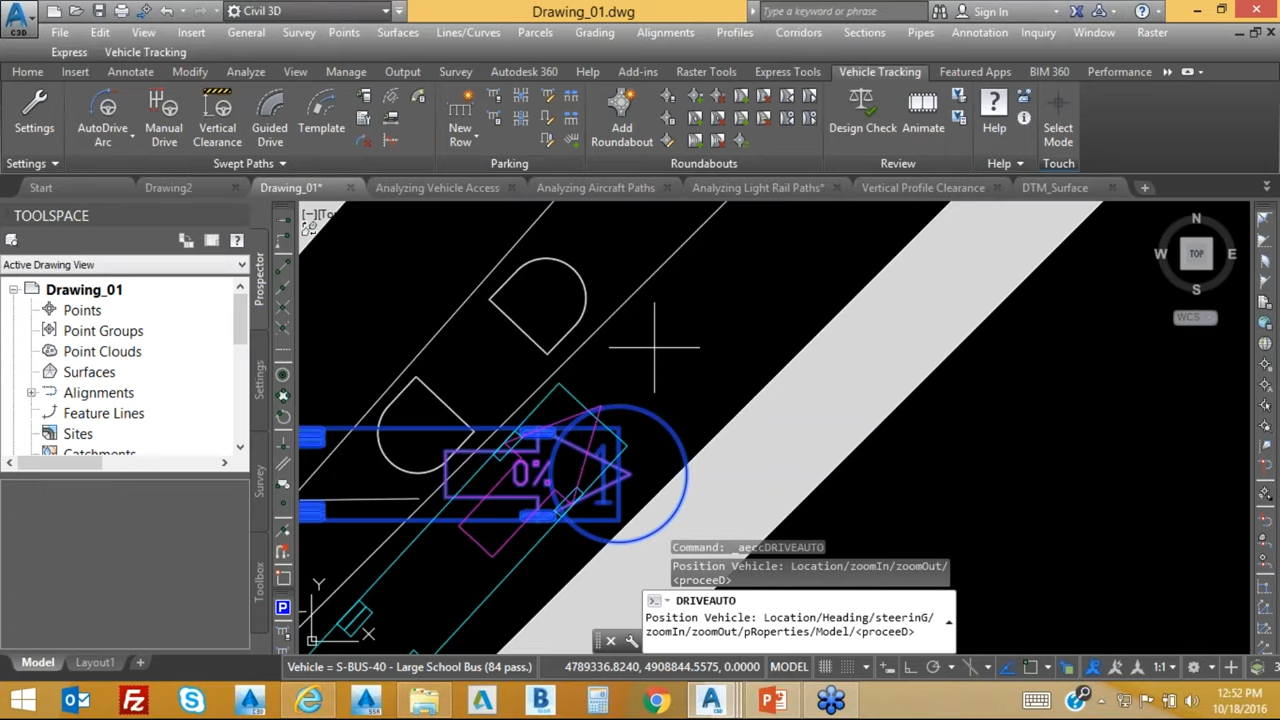 C3D
Civil 3D
Drawing_01.dwg
Type a keyword or phrase
Sign In
File Edit View Insert General Survey Points Surfaces Lines/Curves Parcels Grading Alignments Profiles Corridors Sections Pipes Annotation Inquiry Window Raster
Express Vehicle Tracking
Home Insert Annotate Modify Analyze View Manage Output Survey Autodesk 360 Help Add-ins Raster Tools Express Tools Vehicle Tracking Featured Apps BIM 360 Performance
Settings AutoDrive Arc Manual Drive Vertical Clearance Guided Drive Template New Row Add Roundabout Design Check Animate Help Select Mode
Settings Swept Paths Parking Roundabouts Review Help Touch
Start Drawing2 Drawing_01* Analyzing Vehicle Access Analyzing Aircraft Paths Analyzing Light Rail Paths* Vertical Profile Clearance DTM_Surface
TOOLSPACE
Active Drawing View
Drawing_01
Points
Point Groups
Point Clouds
Surfaces
Alignments
Feature Lines
Sites
Catchments
Prospector
Settings
Survey
Toolbox
[-][To
N
W TOP E
S
WCS
0%
1
Y
X
P
Command: _aeccDRIVEAUTO
Position Vehicle: Location/zoomIn/zoomOut/
<proceeD>
DRIVEAUTO
Position Vehicle: Location/Heading/steerinG/
zoomIn/zoomOut/pRoperties/Model/<proceeD>
Model Layout1 Vehicle = S-BUS-40 - Large School Bus (84 pass.) 4789336.8240, 4908844.5575, 0.0000 MODEL 1:1
12:52 PM
10/18/2016